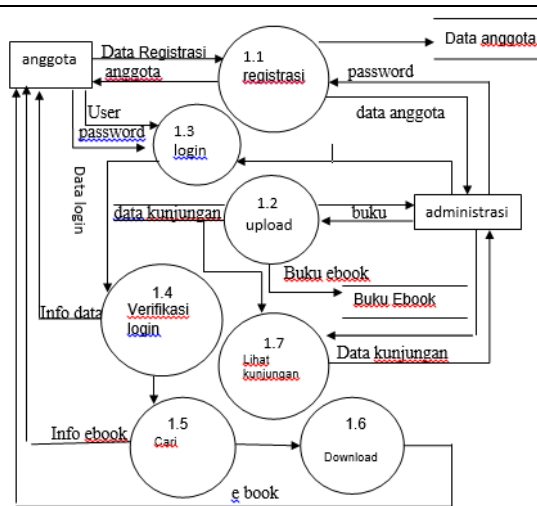 anggota
Data Registrasi
anggota
1.1
registrasi
Data anggota
password
data anggota
User
password
1.3
login
Data login
1.2
upload
data kunjungan
buku
administrasi
Buku ebook
Buku Ebook
1.4
Verifikasi
login
Info data
1.7
Lihat
kunjungan
Data kunjungan
1.5
Cari
Info ebook
1.6
Download
e book